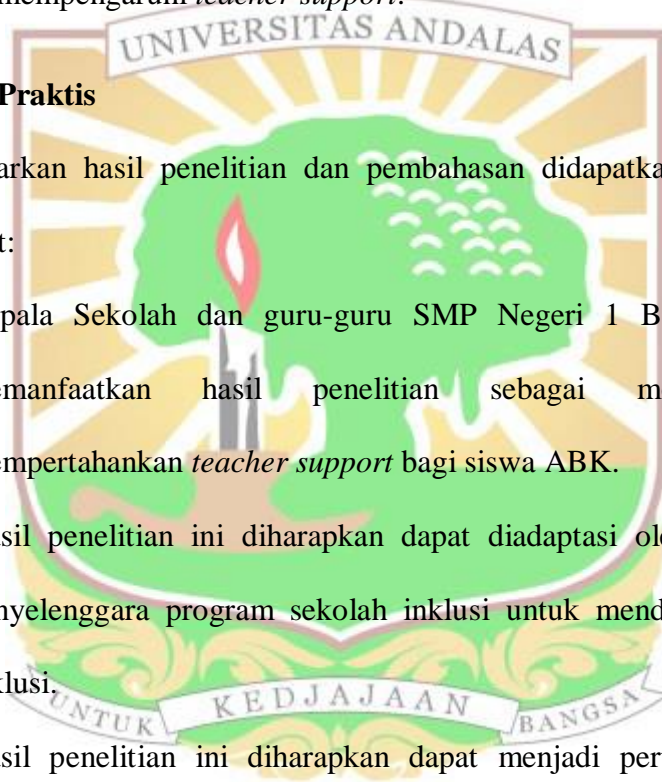 mempengaruhi teacher support.
UNIVERSITAS ANDALAS
Praktis
arkan hasil penelitian dan pembahasan didapatka
t:
pala Sekolah dan guru-guru SMP Negeri 1 B
emanfaatkan hasil penelitian sebagai m
empertahankan teacher support bagi siswa ABK.
asil penelitian ini diharapkan dapat diadaptasi ol
nyelenggara program sekolah inklusi untuk mend
klusi.
UNTUK KEDJAJAAN BANGSA
asil penelitian ini diharapkan dapat menjadi per